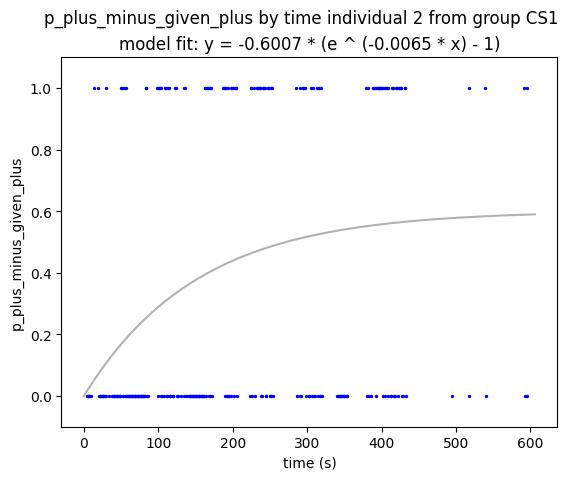 p_plus_minus_given_plus by time individual 2 from group CS1
model fit: y = -0.6007 * (e ^ (-0.0065 * x) - 1)
1.0
0.8
0.6
0.4
0.2
0.0
p_plus_minus_given_plus
0 100 200 300 400 500 600
time (s)